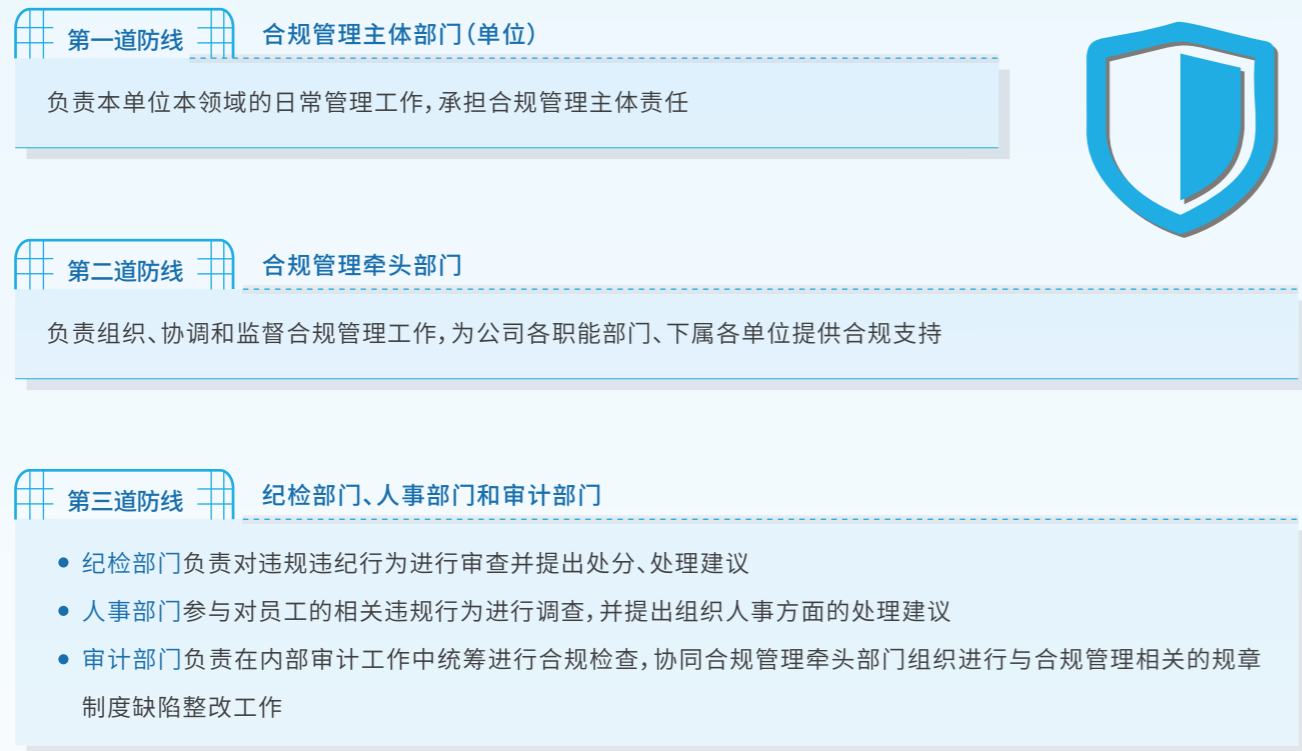 第一道防线
合规管理主体部门(单位)
负责本单位本领域的日常管理工作,承担合规管理主体责任
第二道防线
合规管理牵头部门
负责组织、协调和监督合规管理工作,为公司各职能部门、下属各单位提供合规支持
第三道防线
纪检部门、人事部门和审计部门
纪检部门负责对违规违纪行为进行审查并提出处分、处理建议
人事部门参与对员工的相关违规行为进行调查,并提出组织人事方面的处理建议
审计部门负责在内部审计工作中统筹进行合规检查,协同合规管理牵头部门组织进行与合规管理相关的规章
制度缺陷整改工作